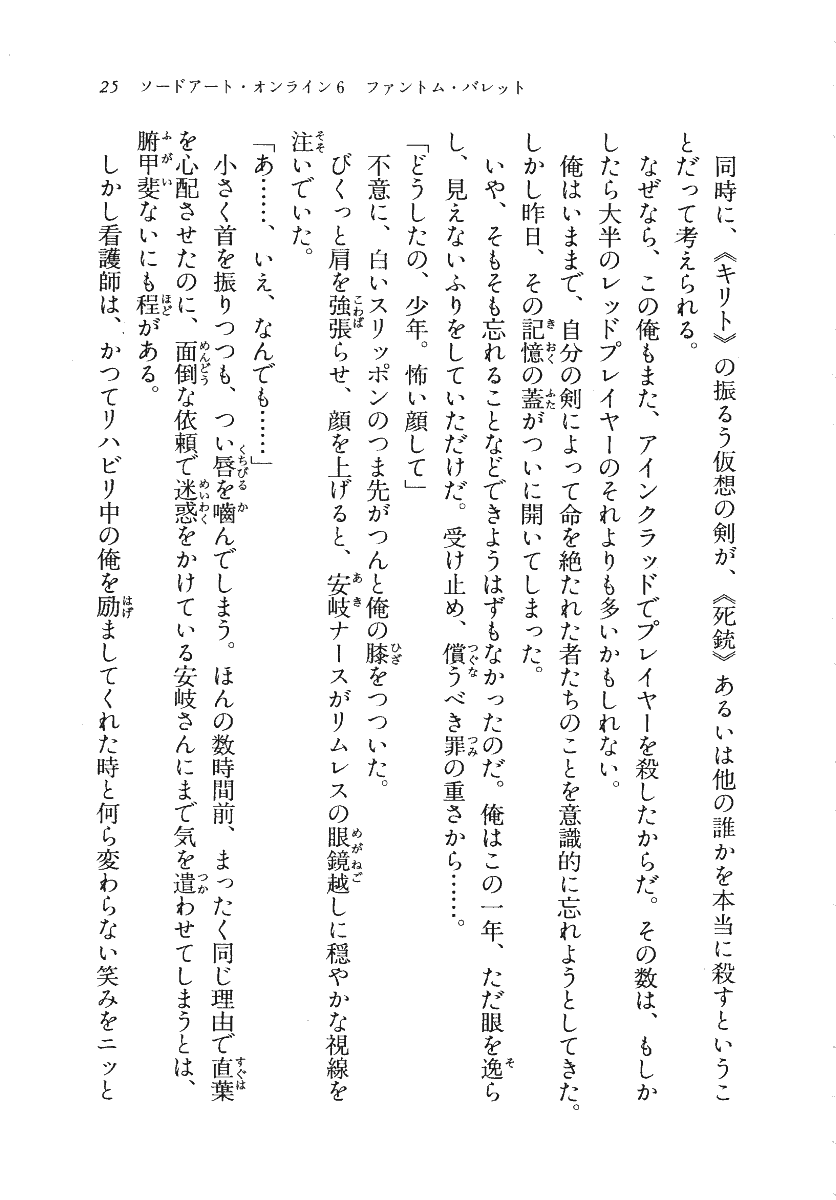 25　ソードアート・オンライン6　ファントム・バレット
　同時に、《キリト》の振るう仮想の剣が、《死銃》あるいは他の誰かを本当に殺すというこ
とだって考えられる。
　なぜなら、この俺もまた、アインクラッドでプレイヤーを殺したからだ。その数は、もしか
したら大半のレッドプレイヤーのそれよりも多いかもしれない。
　俺はいままで、自分の剣によって命を絶たれた者たちのことを意識的に忘れようとしてきた。
しかし昨日、その記憶の蓋がついに開いてしまった。
　いや、そもそも忘れることなどできようはずもなかったのだ。俺はこの一年、ただ眼を逸ら
し、見えないふりをしていただけだ。受け止め、償うべき罪の重さから……。
「どうしたの、少年。怖い顔して」
　不意に、白いスリッポンのつま先がつんと俺の膝をつついた。
　びくっと肩を強張らせ、顔を上げると、安岐ナースがリムレスの眼鏡越しに穏やかな視線を
注いでいた。
「あ……、いえ、なんでも……」
　小さく首を振りつつも、つい唇を嚙んでしまう。ほんの数時間前、まったく同じ理由で直葉
を心配させたのに、面倒な依頼で迷惑をかけている安岐さんにまで気を遣わせてしまうとは、
腑甲斐ないにも程がある。
　しかし看護師は、かつてリハビリ中の俺を励ましてくれた時と何ら変わらない笑みをニッと